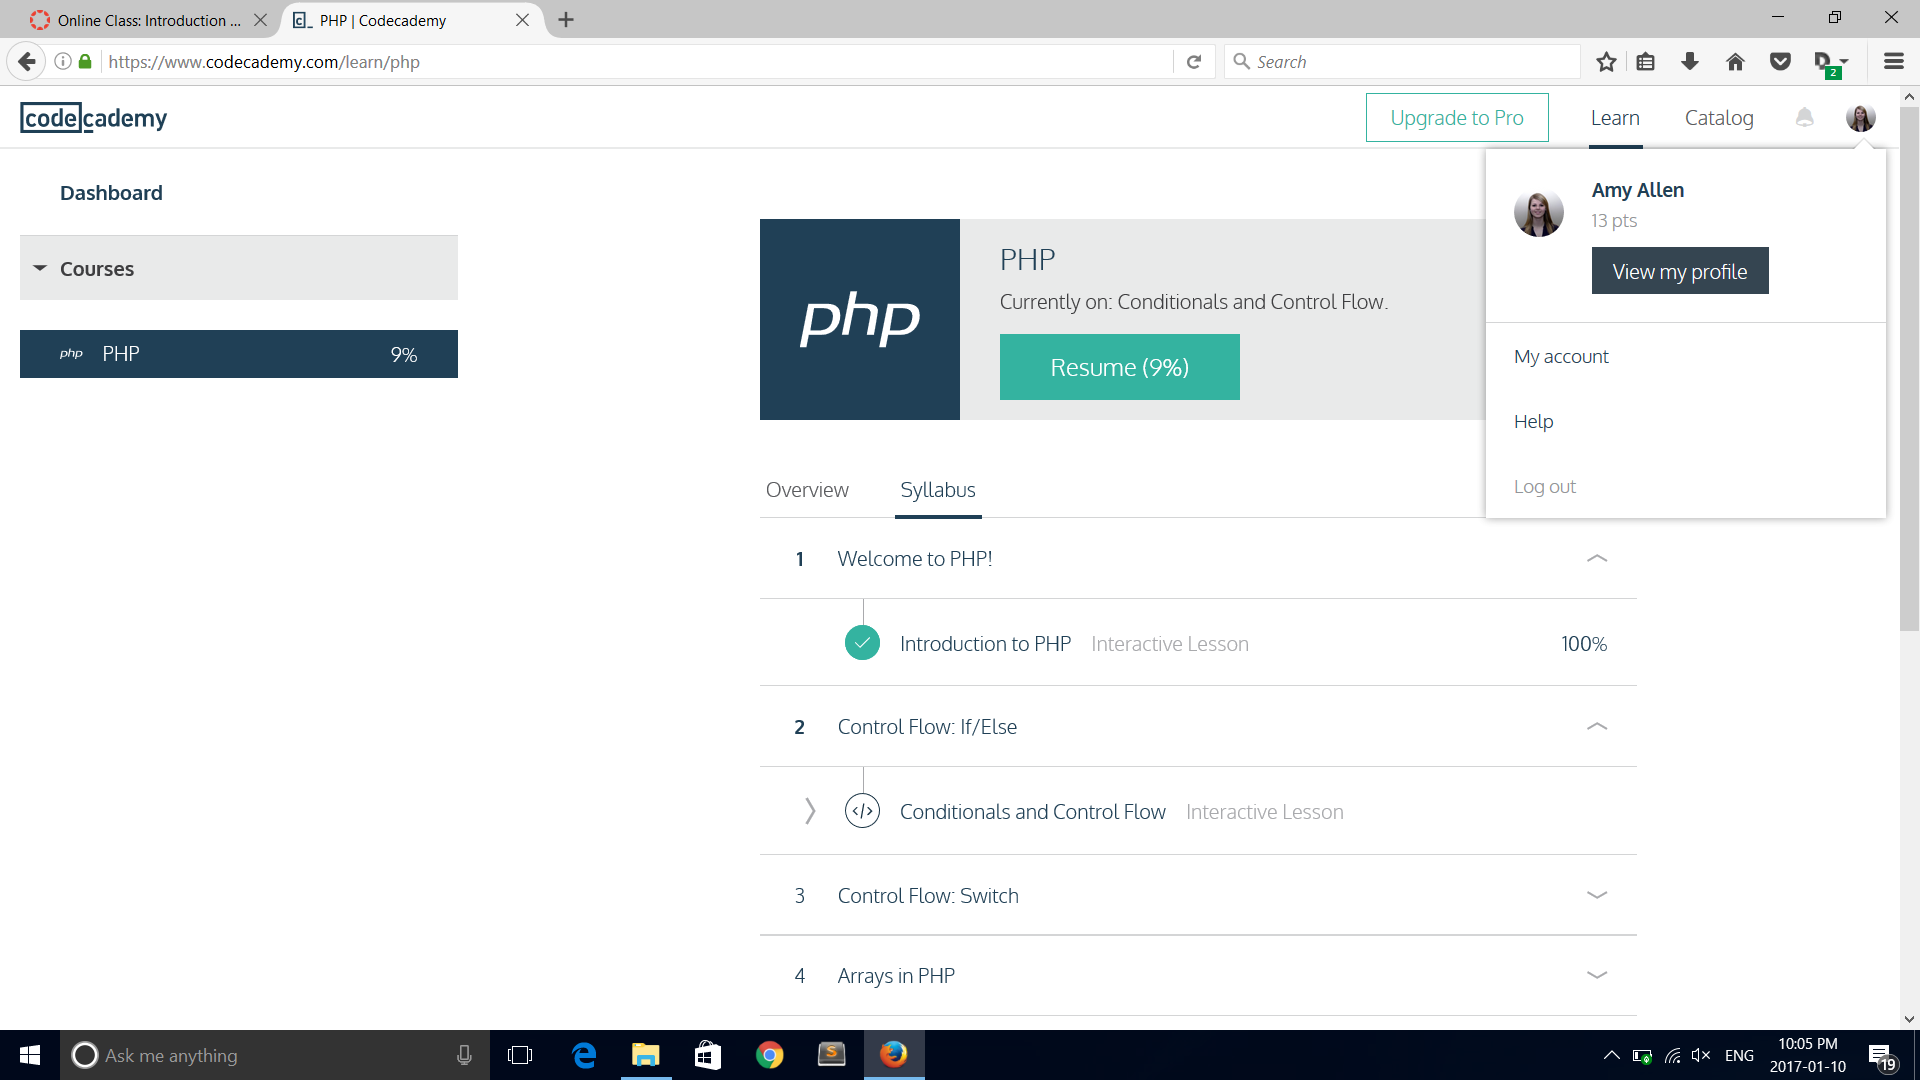 Online Class: Introduction ...
PHP | Codecademy
https://www.codecademy.com/learn/php
Search
2
codecademy
Upgrade to Pro
Learn
Catalog
Dashboard
Courses
php PHP 9%
php
PHP
Currently on: Conditionals and Control Flow.
Resume (9%)
Amy Allen
13 pts
View my profile
My account
Help
Log out
Overview
Syllabus
1 Welcome to PHP!
Introduction to PHP Interactive Lesson 100%
2 Control Flow: If/Else
</> Conditionals and Control Flow Interactive Lesson
3 Control Flow: Switch
4 Arrays in PHP
Ask me anything
ENG
10:05 PM
2017-01-10
19